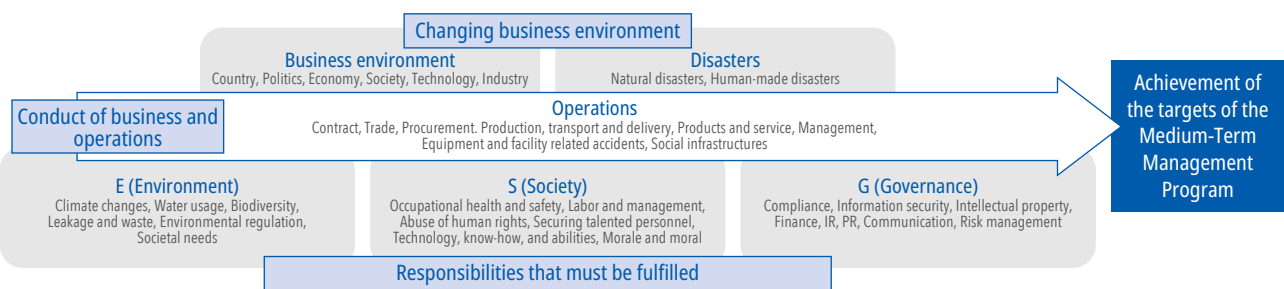 Changing business environment
Business environment
Country, Politics, Economy, Society, Technology, Industry
Disasters
Natural disasters, Human-made disasters
Conduct of business and
operations
Operations
Contract, Trade, Procurement. Production, transport and delivery, Products and service, Management,
Equipment and facility related accidents, Social infrastructures
Achievement of
the targets of the
Medium-Term
Management
Program
E (Environment)
Climate changes, Water usage, Biodiversity,
Leakage and waste, Environmental regulation,
Societal needs
S (Society)
Occupational health and safety, Labor and management,
Abuse of human rights, Securing talented personnel,
Technology, know-how, and abilities, Morale and moral
G (Governance)
Compliance, Information security, Intellectual property,
Finance, IR, PR, Communication, Risk management
Responsibilities that must be fulfilled